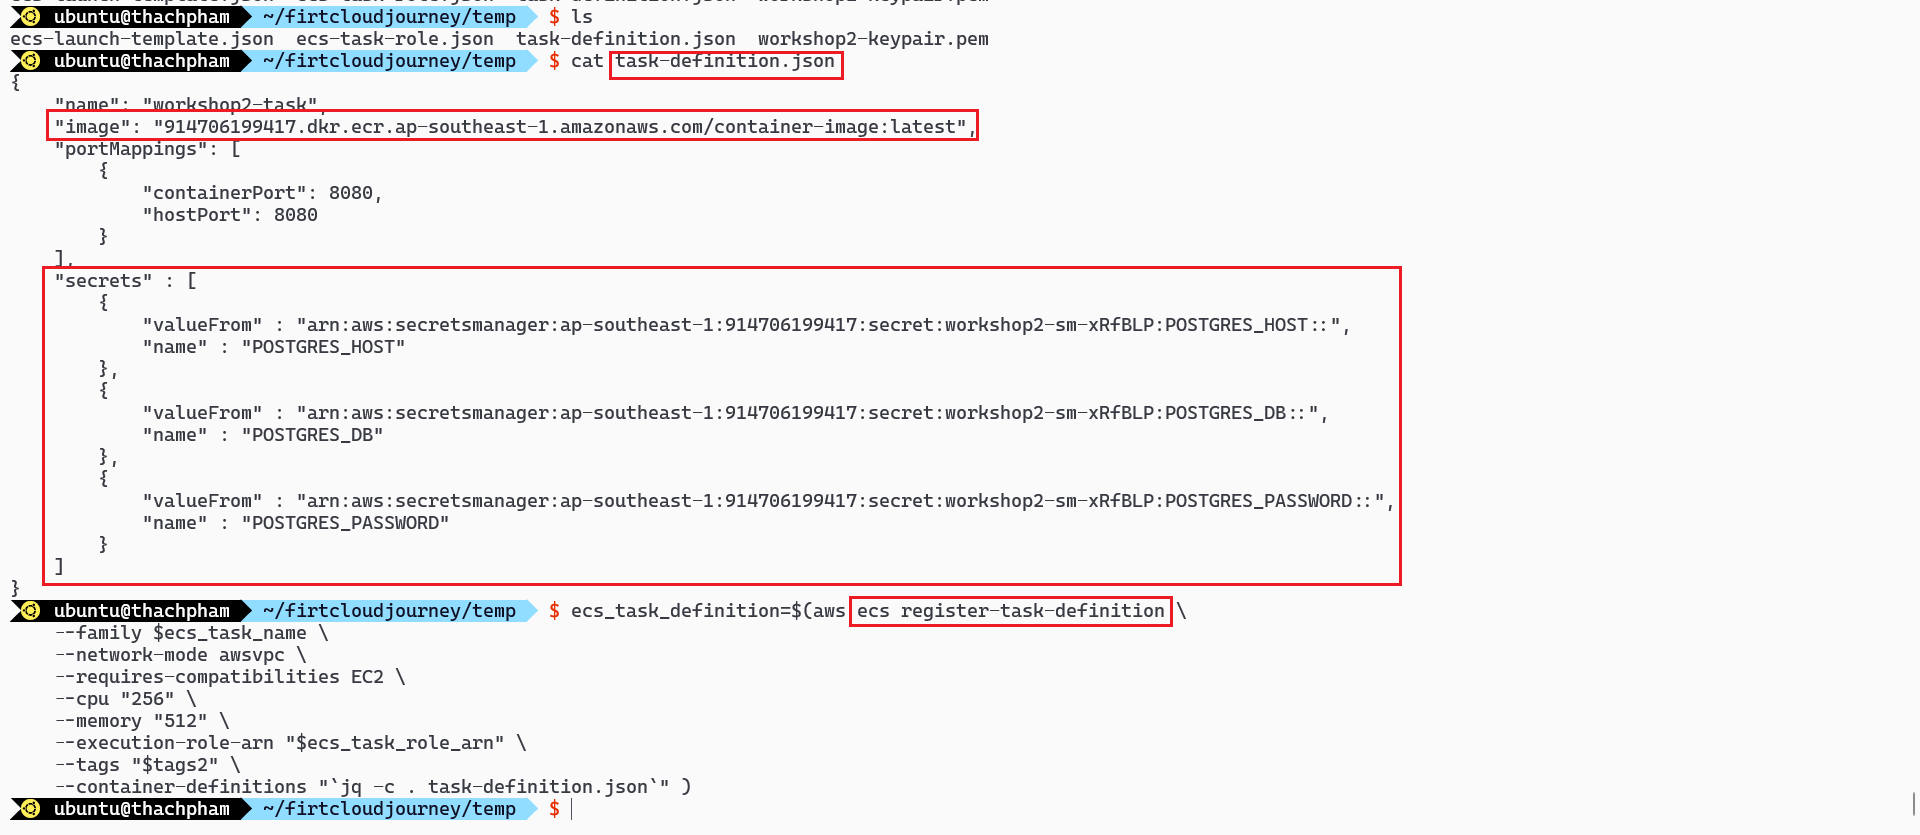 ubuntu@thachpham ~/firtcloudjourney/temp $ ls
ecs-launch-template.json  ecs-task-role.json  task-definition.json  workshop2-keypair.pem
ubuntu@thachpham ~/firtcloudjourney/temp $ cat task-definition.json
{
    "name": "workshop2-task",
    "image": "914706199417.dkr.ecr.ap-southeast-1.amazonaws.com/container-image:latest",
    "portMappings": [
        {
            "containerPort": 8080,
            "hostPort": 8080
        }
    ],
    "secrets" : [
        {
            "valueFrom" : "arn:aws:secretsmanager:ap-southeast-1:914706199417:secret:workshop2-sm-xRfBLP:POSTGRES_HOST::",
            "name" : "POSTGRES_HOST"
        },
        {
            "valueFrom" : "arn:aws:secretsmanager:ap-southeast-1:914706199417:secret:workshop2-sm-xRfBLP:POSTGRES_DB::",
            "name" : "POSTGRES_DB"
        },
        {
            "valueFrom" : "arn:aws:secretsmanager:ap-southeast-1:914706199417:secret:workshop2-sm-xRfBLP:POSTGRES_PASSWORD::",
            "name" : "POSTGRES_PASSWORD"
        }
    ]
}
ubuntu@thachpham ~/firtcloudjourney/temp $ ecs_task_definition=$(aws ecs register-task-definition \
    --family $ecs_task_name \
    --network-mode awsvpc \
    --requires-compatibilities EC2 \
    --cpu "256" \
    --memory "512" \
    --execution-role-arn "$ecs_task_role_arn" \
    --tags "$tags2" \
    --container-definitions "`jq -c . task-definition.json`" )
ubuntu@thachpham ~/firtcloudjourney/temp $